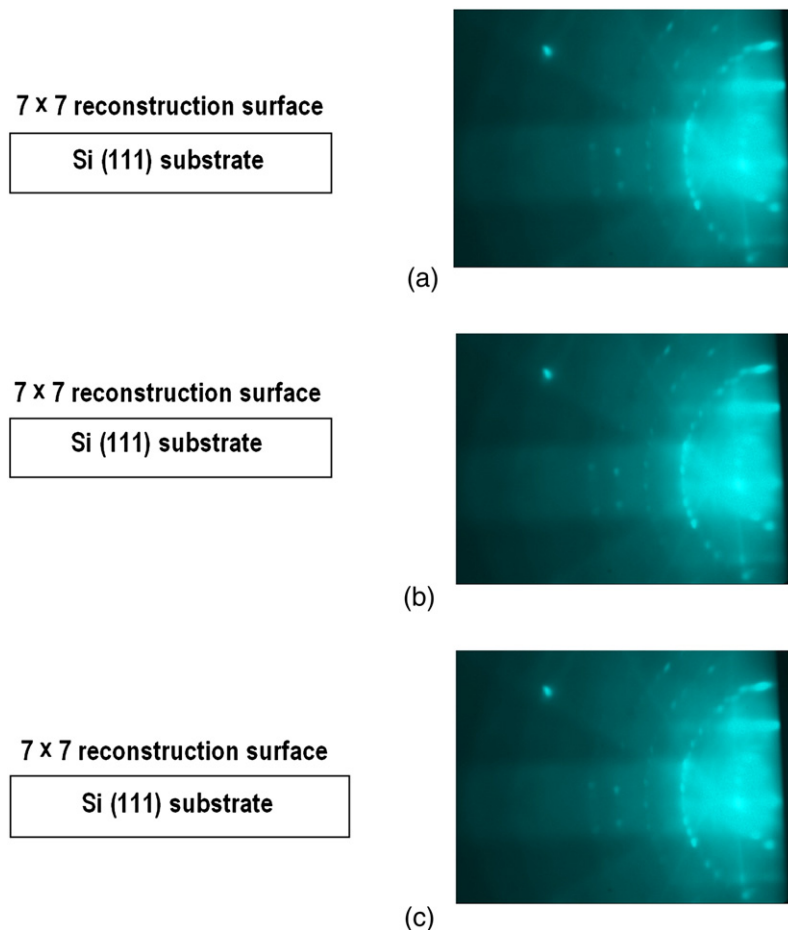 7 x 7 reconstruction surface
Si (111) substrate
(a)
7 x 7 reconstruction surface
Si (111) substrate
(b)
7 x 7 reconstruction surface
Si (111) substrate
(c)